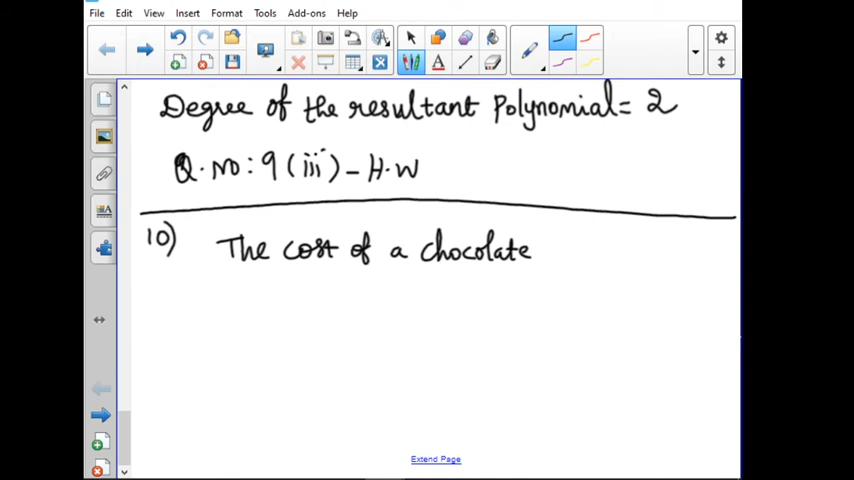 File Edit View Insert Format Tools Add-ons Help
Degree of the resultant Polynomial = 2
Q. NO: 9 (iii) - H.W
10) The cost of a chocolate
Extend Page